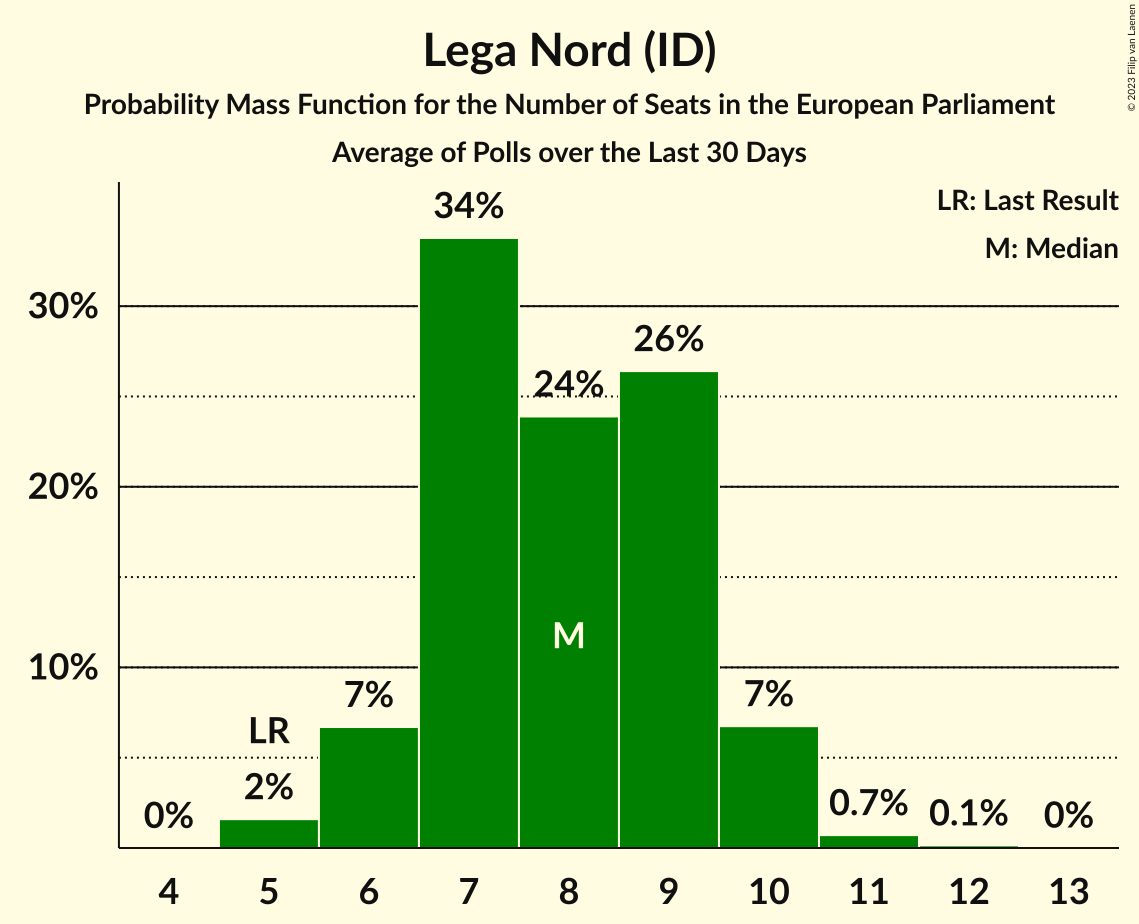 Lega Nord (ID)
Probability Mass Function for the Number of Seats in the European Parliament
Average of Polls over the Last 30 Days
© 2023 Filip van Laenen
LR: Last Result
M: Median
34%
30%
26%
24%
20%
M
10%
7%
7%
LR
2%
0%
0.7%
0.1%
0%
4 5 6 7 8 9 10 11 12 13